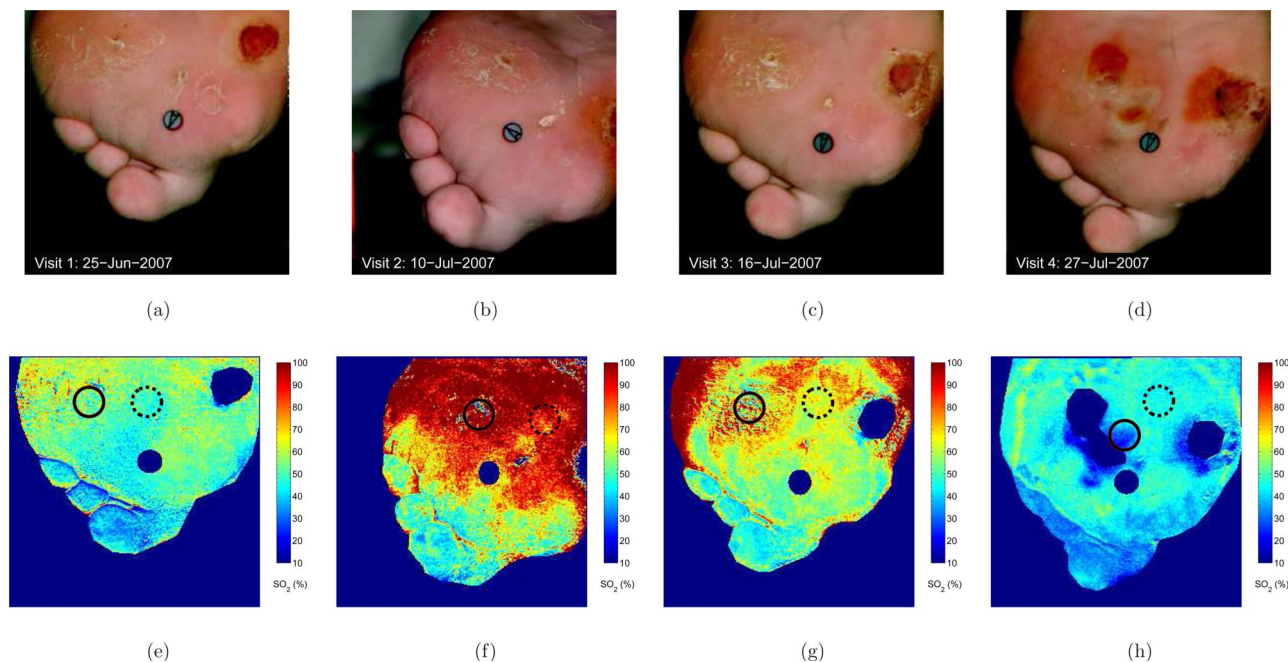 Visit 1: 25-Jun-2007
Visit 2: 10-Jul-2007
Visit 3: 16-Jul-2007
Visit 4: 27-Jul-2007
(a)
(b)
(c)
(d)
100
90
80
70
60
50
40
30
20
10
SO2 (%)
100
90
80
70
60
50
40
30
20
10
SO2 (%)
100
90
80
70
60
50
40
30
20
10
SO2 (%)
100
90
80
70
60
50
40
30
20
10
SO2 (%)
(e)
(f)
(g)
(h)